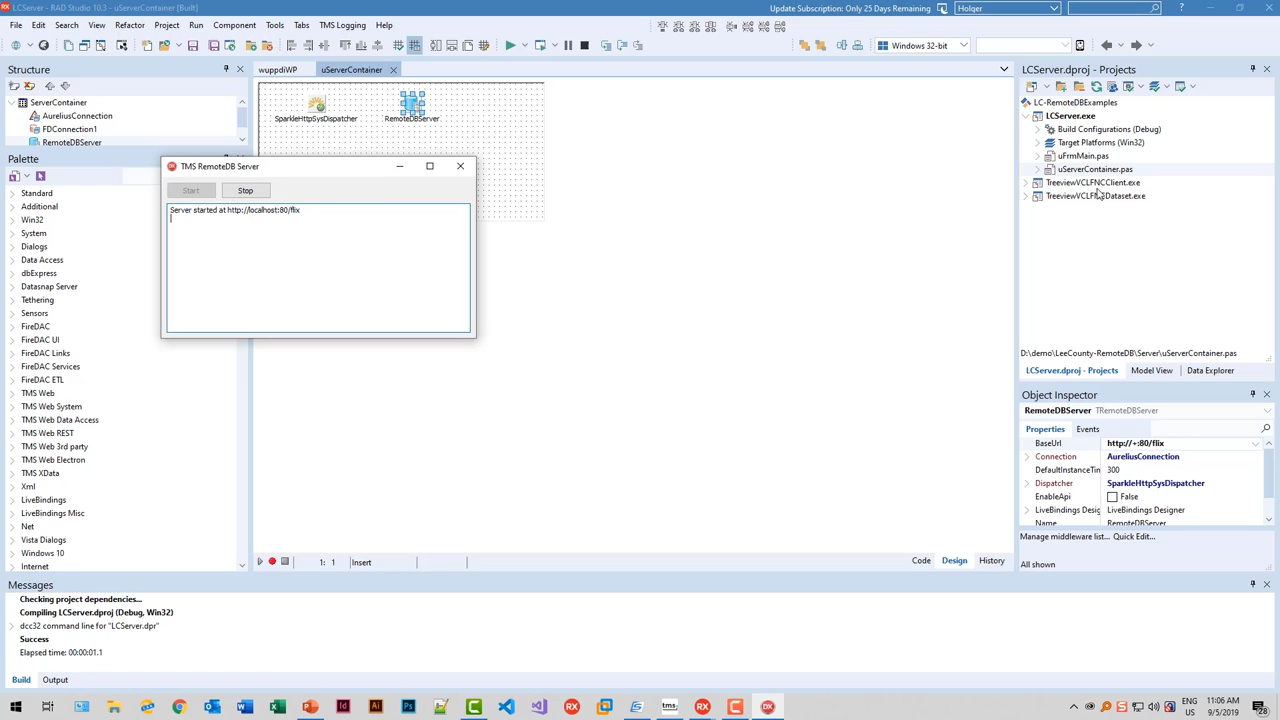 LCServer - RAD Studio 10.3 - uServerContainer [Built]
Update Subscription: Only 25 Days Remaining
Holger
File Edit Search View Refactor Project Run Component Tools Tabs TMS Logging Help
Windows 32-bit
Structure
ServerContainer
AureliusConnection
FDConnection1
RemoteDBServer
Palette
Standard
Additional
Win32
System
Dialogs
Data Access
dbExpress
Datasnap Server
Tethering
Sensors
FireDAC
FireDAC UI
FireDAC Links
FireDAC Services
FireDAC ETL
TMS Web
TMS Web System
TMS Web Data Access
TMS Web REST
TMS Web 3rd party
TMS Web Electron
TMS XData
Xml
LiveBindings
LiveBindings Misc
Net
Vista Dialogs
Windows 10
Internet
wuppdiWP uServerContainer
SparkleHttpSysDispatcher RemoteDBServer
TMS RemoteDB Server
Start Stop
Server started at http://localhost:80/flix
1: 1 Insert
Code Design History
LCServer.dproj - Projects
LC-RemoteDBExamples
LCServer.exe
Build Configurations (Debug)
Target Platforms (Win32)
uFrmMain.pas
uServerContainer.pas
TreeviewVCLFNCClient.exe
D:\demo\LeeCounty-RemoteDB\Server\uServerContainer.pas
LCServer.dproj - Projects Model View Data Explorer
Object Inspector
RemoteDBServer TRemoteDBServer
Properties Events
BaseUrl http://+:80/flix
Connection AureliusConnection
DefaultInstanceTin 300
Dispatcher SparkleHttpSysDispatcher
EnableApi False
LiveBindings Desig LiveBindings Designer
Name RemoteDBServer
Manage middleware list... Quick Edit...
All shown
Messages
Checking project dependencies...
Compiling LCServer.dproj (Debug, Win32)
dcc32 command line for "LCServer.dpr"
Success
Elapsed time: 00:00:01.1
Build Output
ENG
US
11:06 AM
9/5/2019